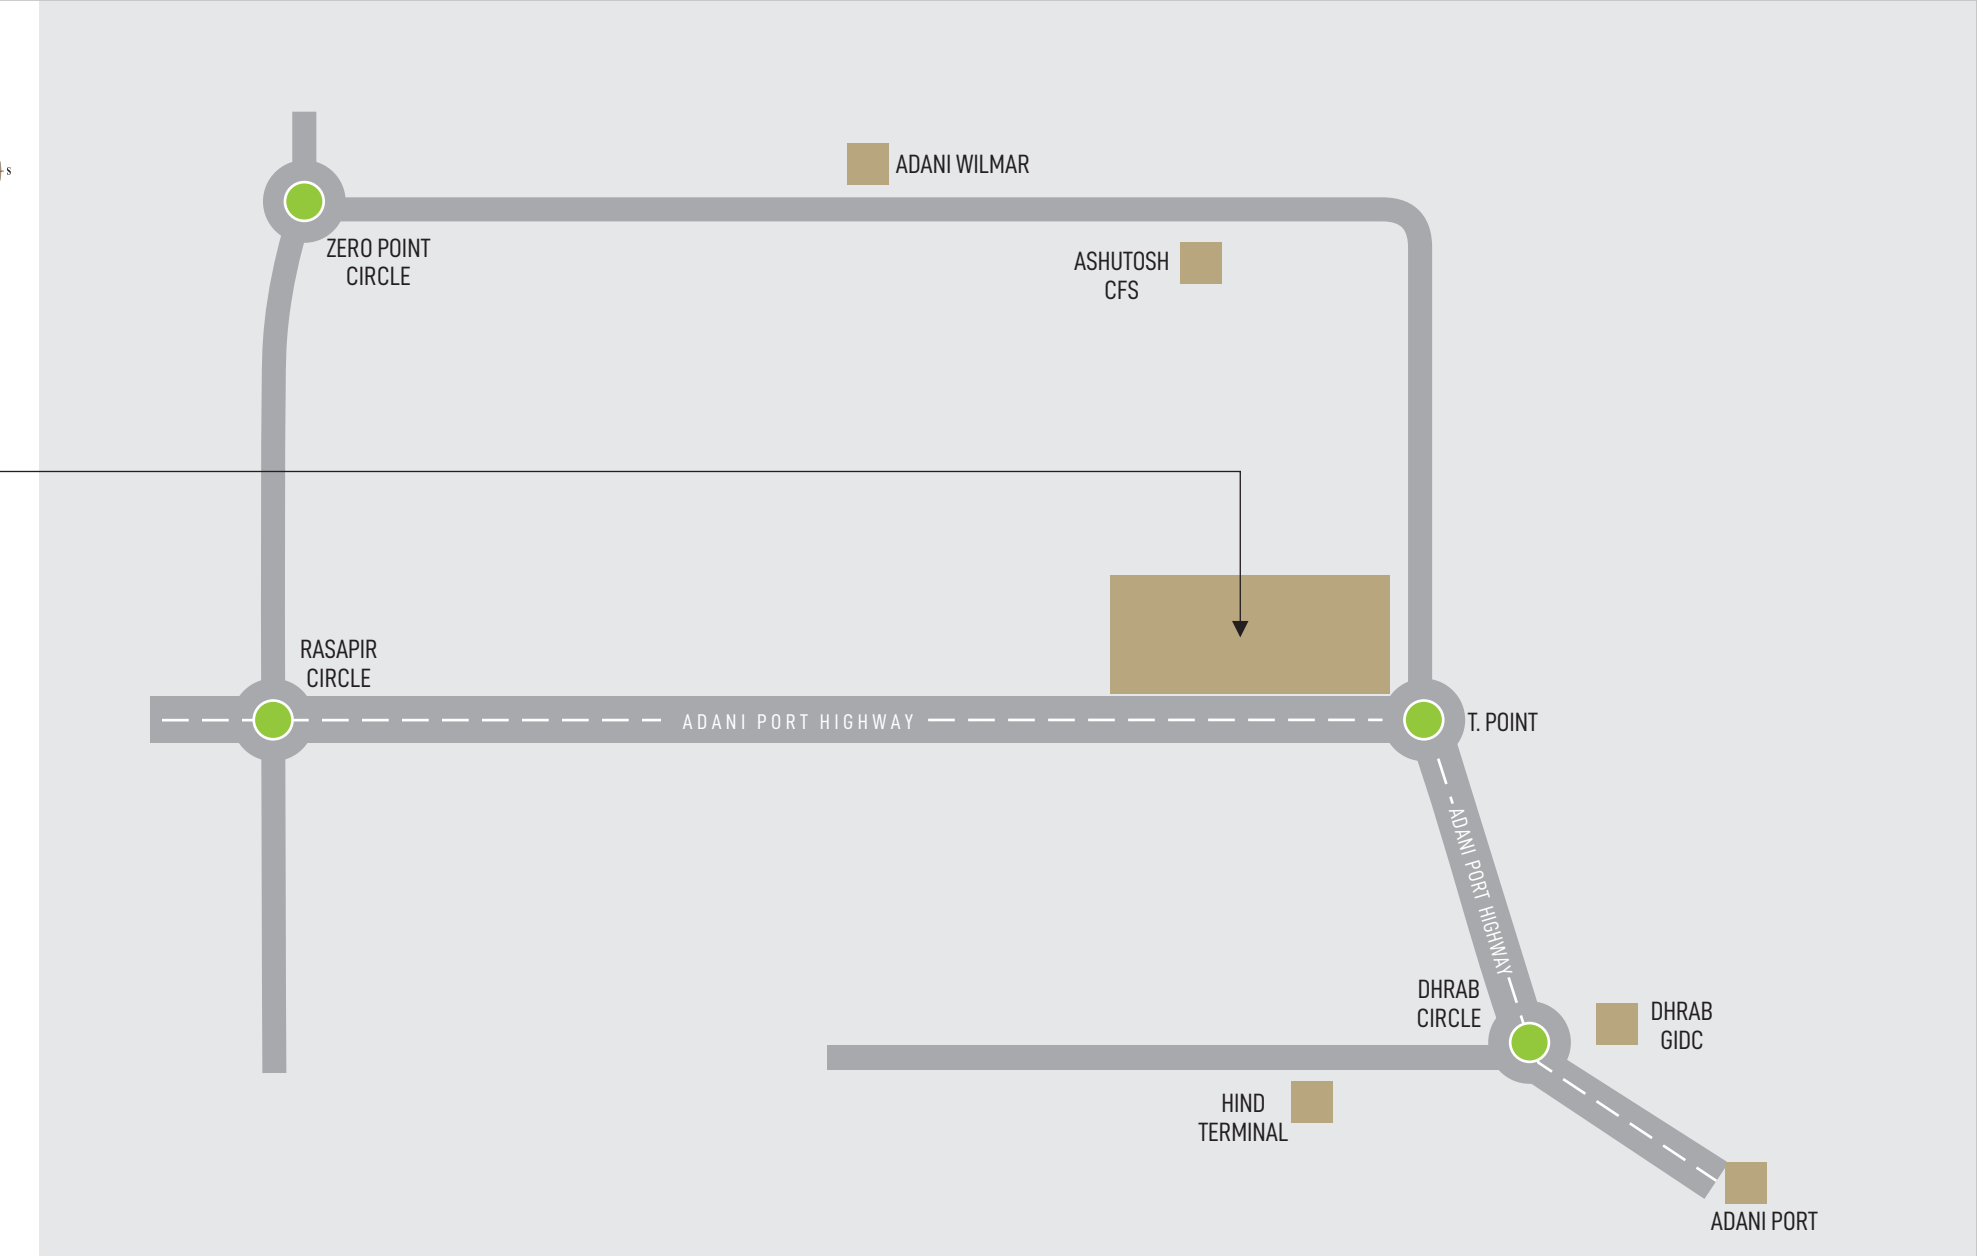 S
ADANI WILMAR
ZERO POINT
CIRCLE
ASHUTOSH
CFS
RASAPIR
CIRCLE
ADANI PORT HIGHWAY
T. POINT
ADANI PORT HIGHWAY
DHRAB
CIRCLE
DHRAB
GIDC
HIND
TERMINAL
ADANI PORT